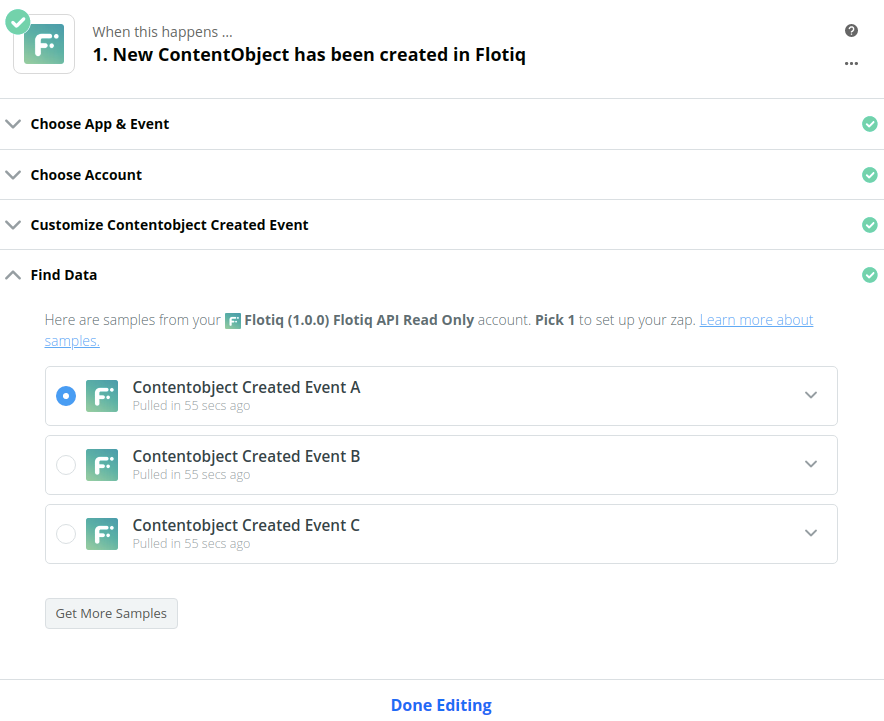 When this happens ...
1. New ContentObject has been created in Flotiq
Choose App & Event
Choose Account
Customize Contentobject Created Event
Find Data
Here are samples from your Flotiq (1.0.0) Flotiq API Read Only account. Pick 1 to set up your zap. Learn more about
samples.
Contentobject Created Event A
Pulled in 55 secs ago
Contentobject Created Event B
Pulled in 55 secs ago
Contentobject Created Event C
Pulled in 55 secs ago
Get More Samples
Done Editing